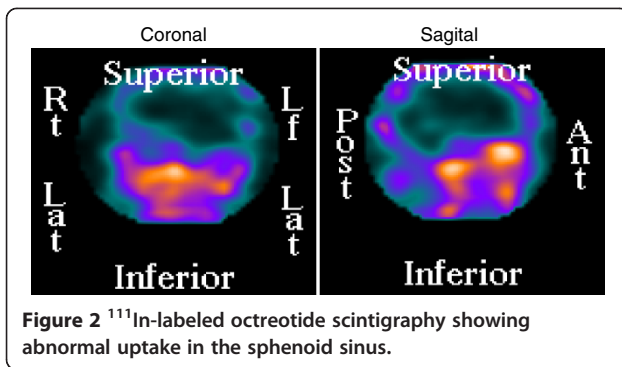 Coronal
Sagital
Superior
Rt Lat
Lf Lat
Inferior
Superior
Post
Ant
Inferior
Figure 2 ¹¹¹In-labeled octreotide scintigraphy showing
abnormal uptake in the sphenoid sinus.